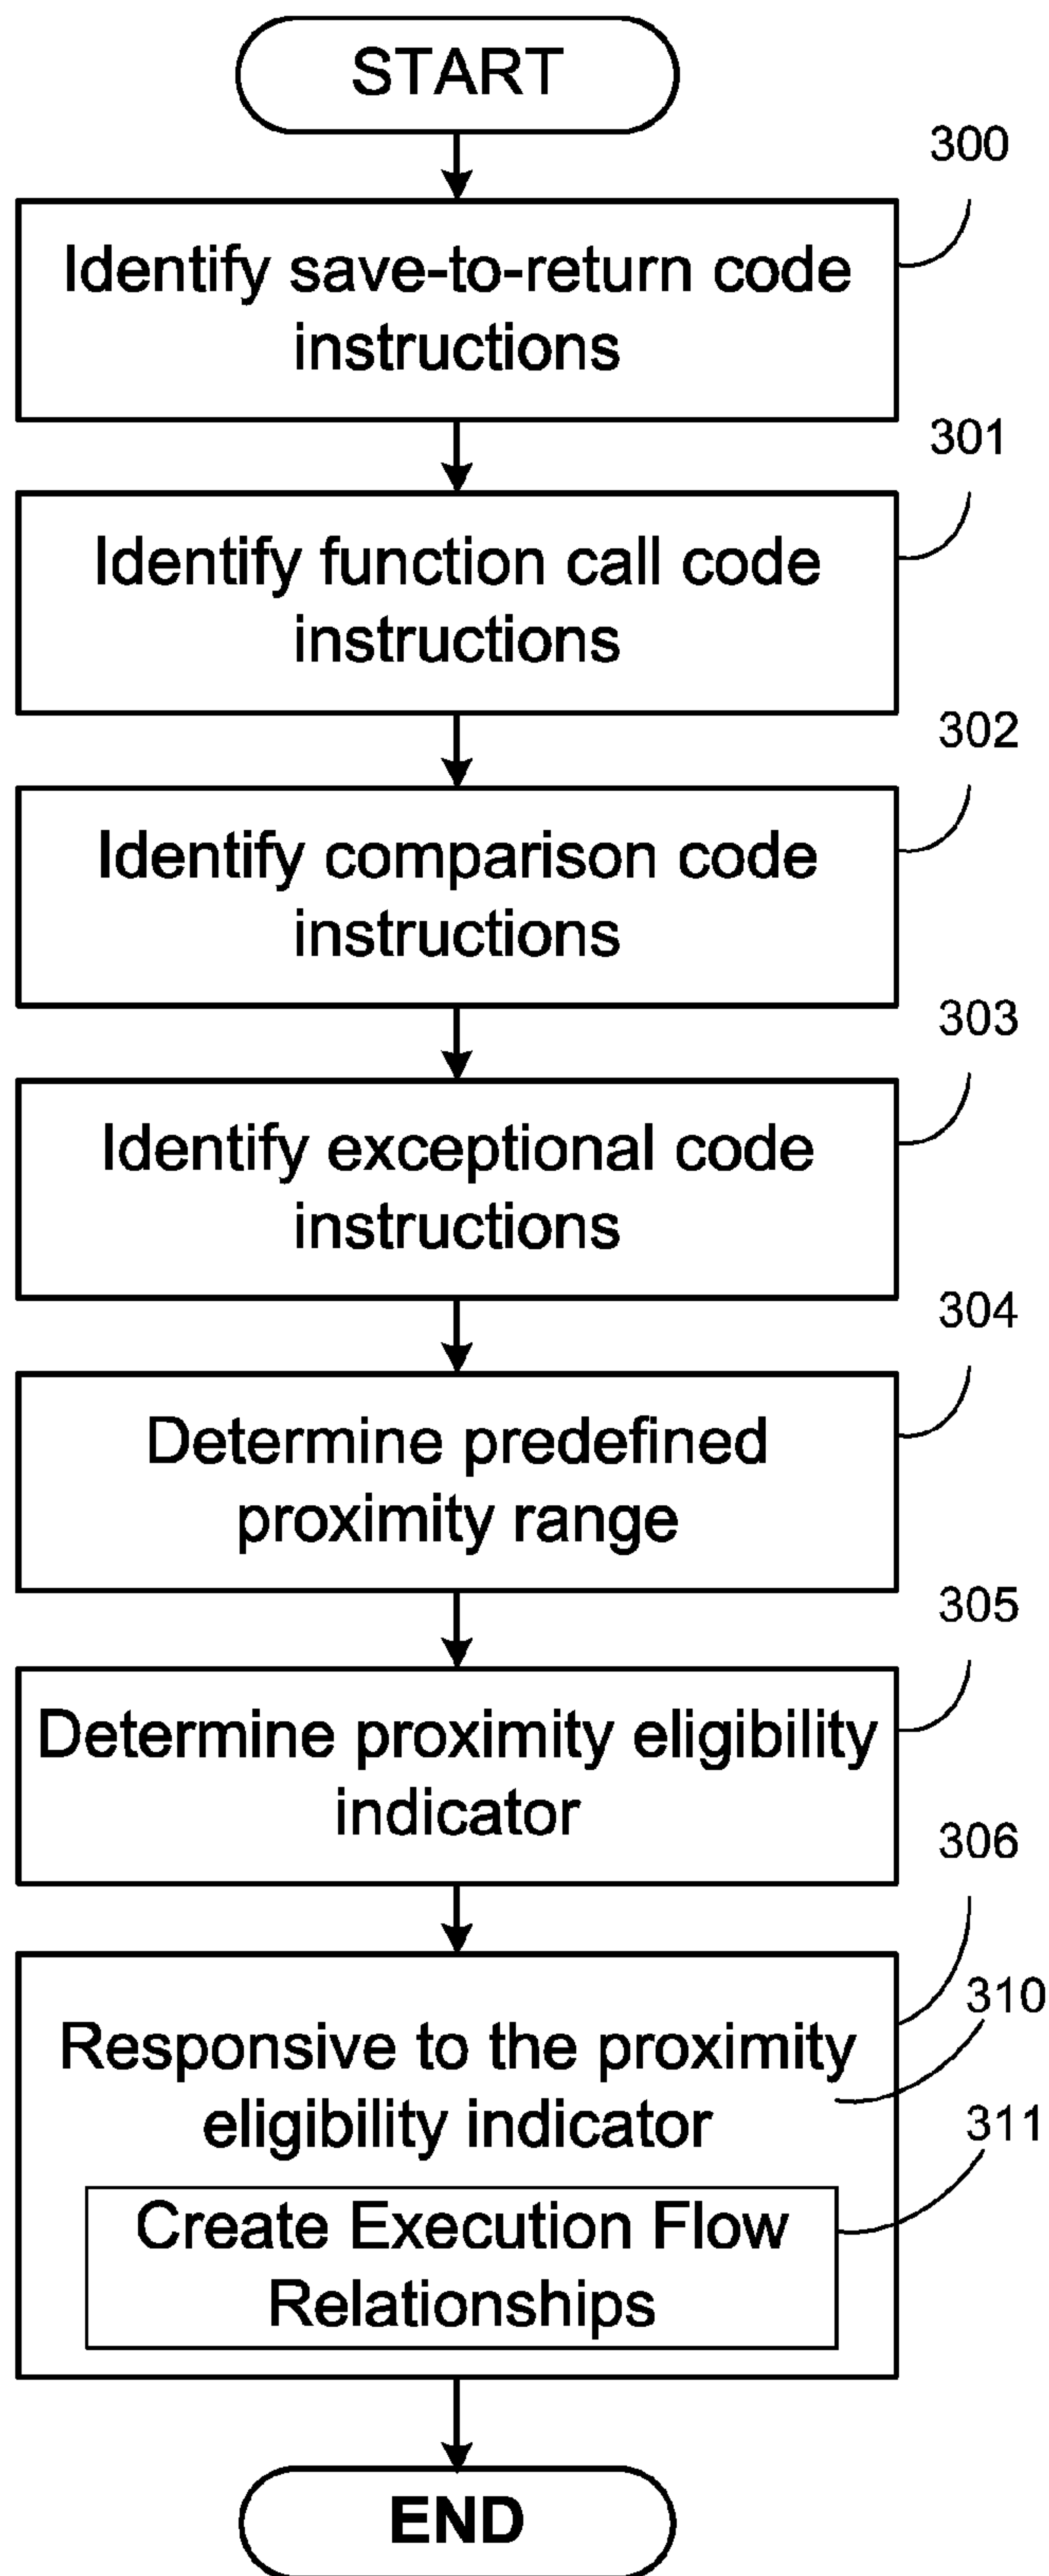 START
300
Identify save-to-return code
instructions
301
Identify function call code
instructions
302
Identify comparison code
instructions
303
Identify exceptional code
instructions
304
Determine predefined
proximity range
305
Determine proximity eligibility
indicator
306
310
Responsive to the proximity
eligibility indicator
311
Create Execution Flow
Relationships
END